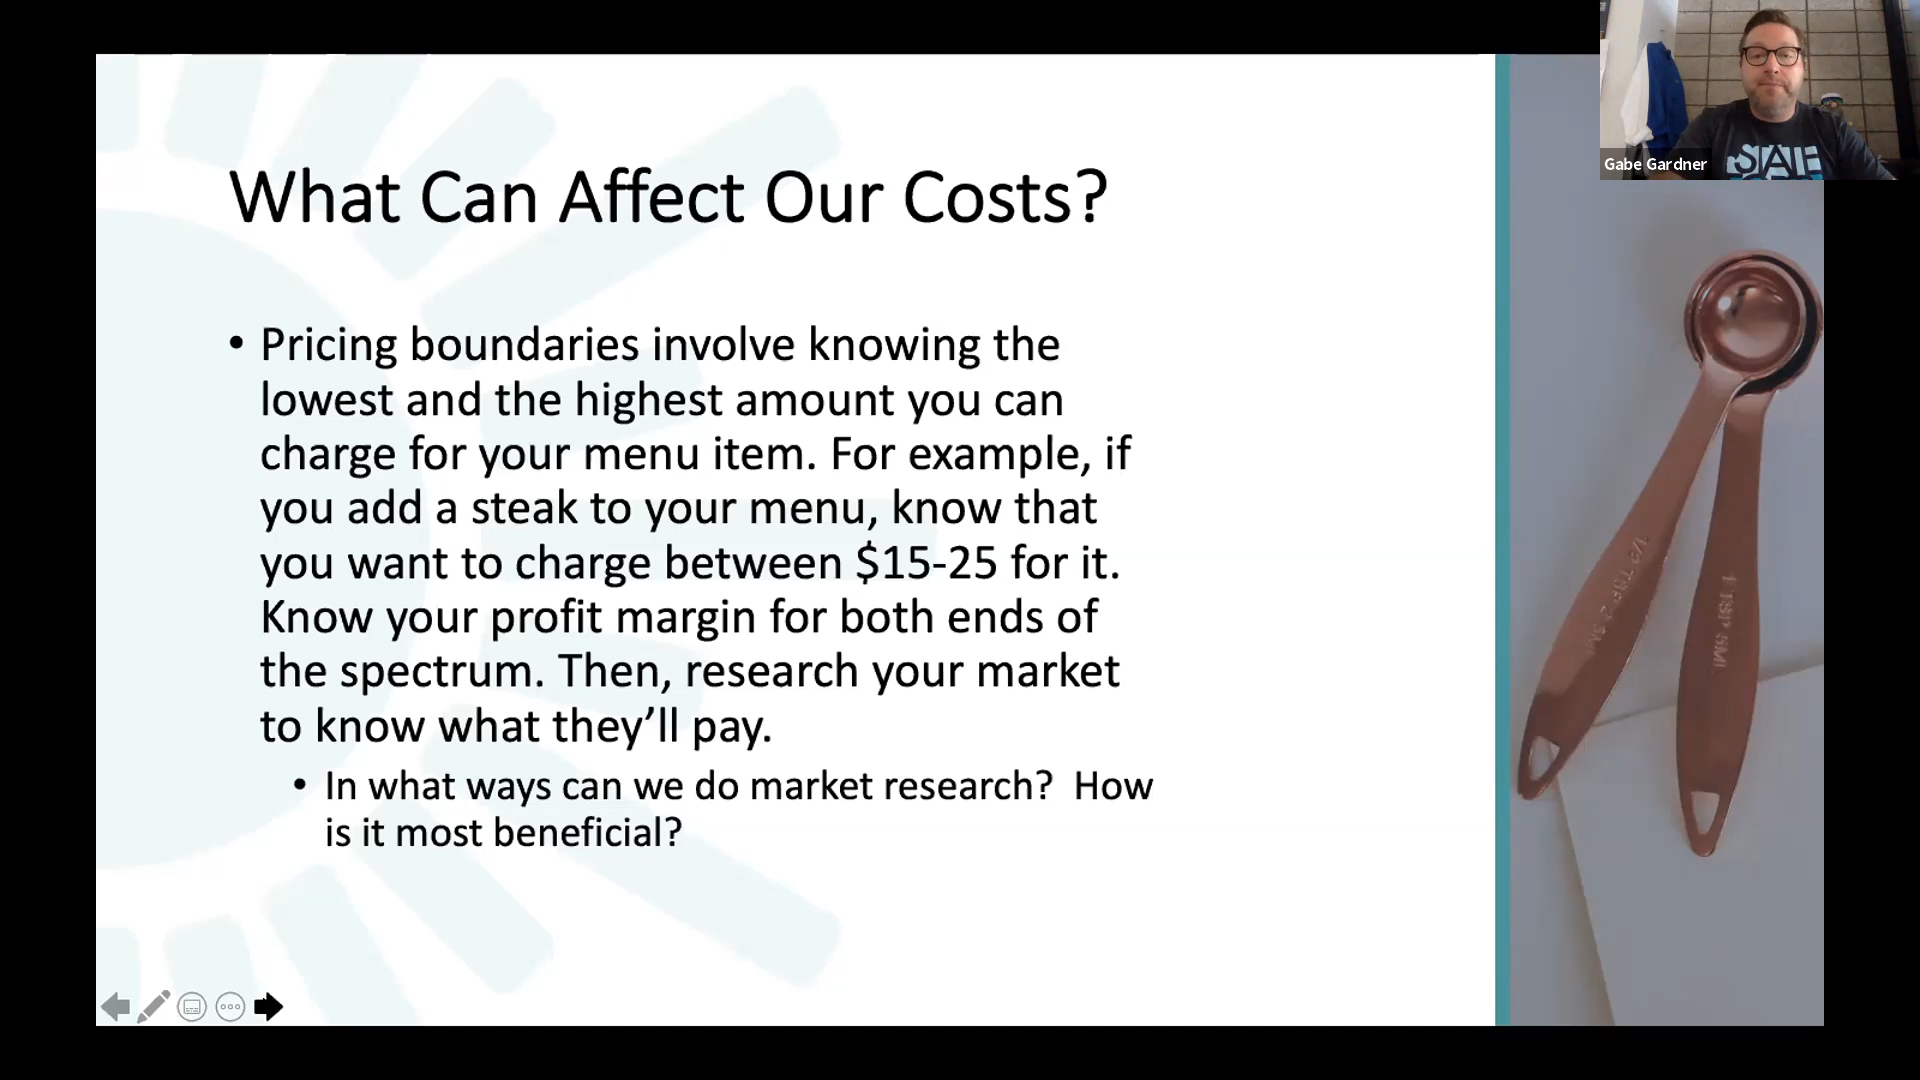 Gabe Gardner
STATE
What Can Affect Our Costs?
• Pricing boundaries involve knowing the
lowest and the highest amount you can
charge for your menu item. For example, if
you add a steak to your menu, know that
you want to charge between $15-25 for it.
Know your profit margin for both ends of
the spectrum. Then, research your market
to know what they’ll pay.
• In what ways can we do market research?  How
is it most beneficial?